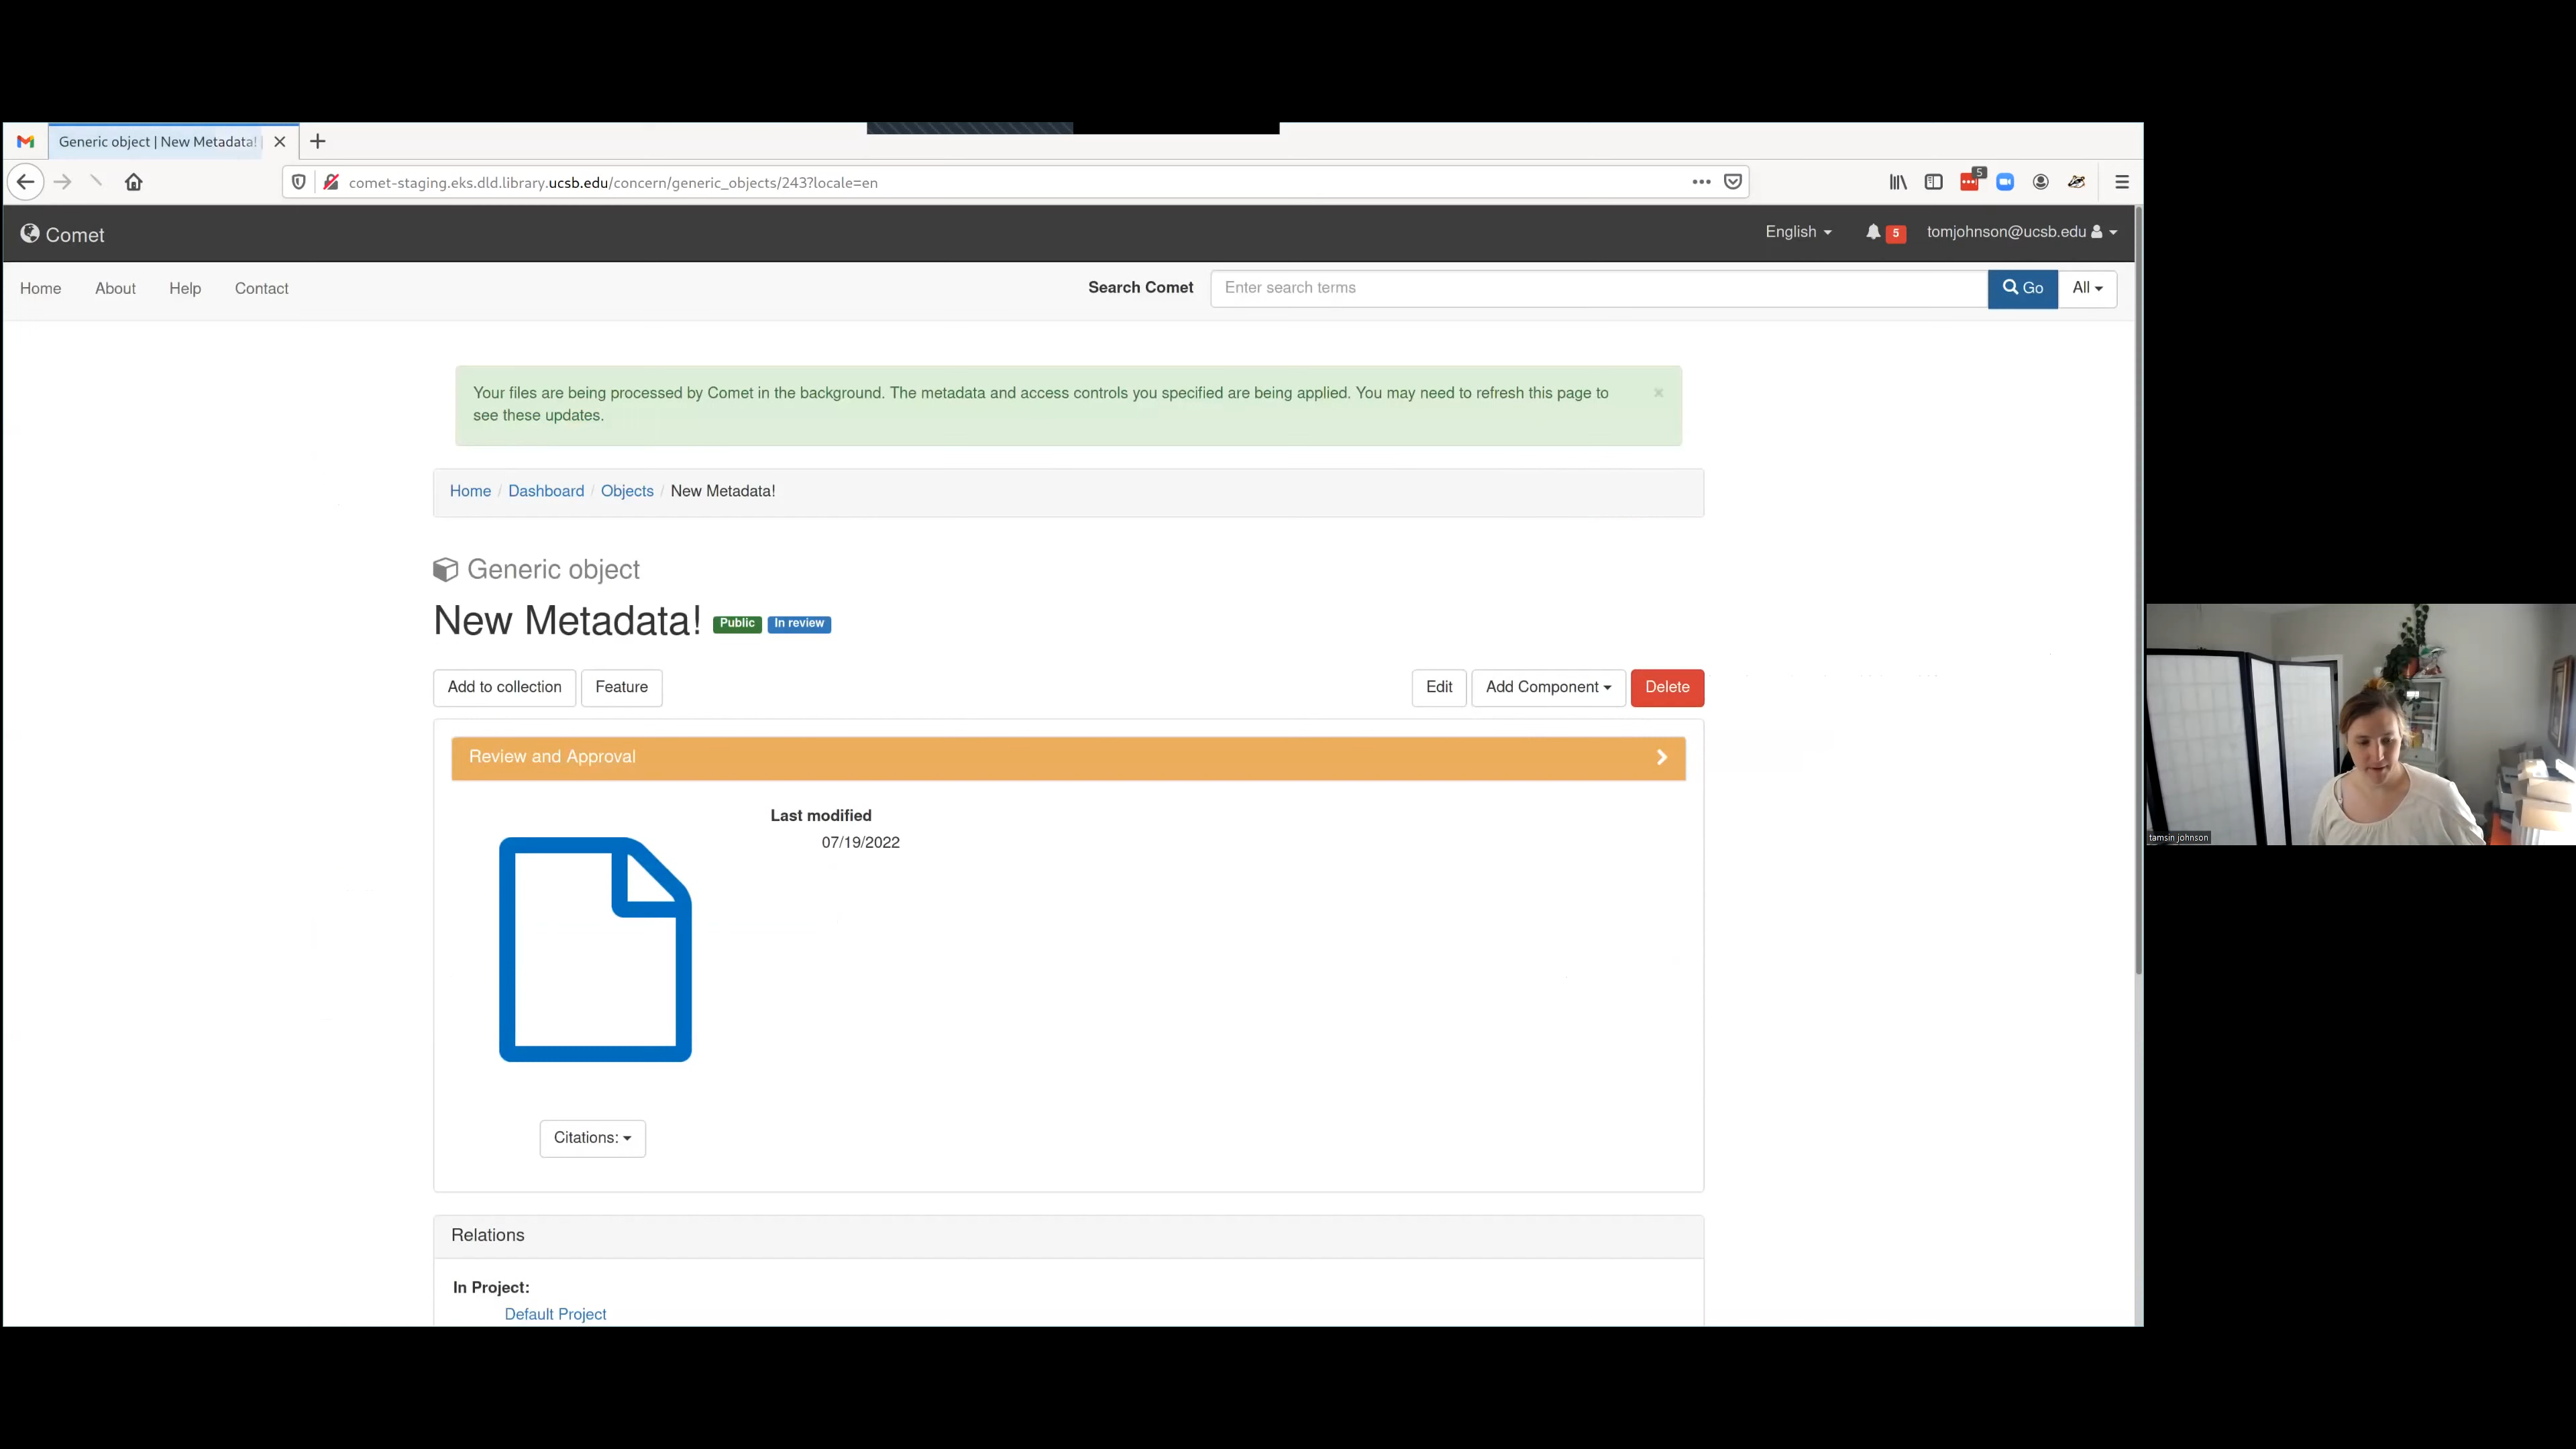 Generic object | New Metadata! |
comet-staging.eks.dld.library.ucsb.edu/concern/generic_objects/243?locale=en
5
Comet
English
5
tomjohnson@ucsb.edu
Home
About
Help
Contact
Search Comet
Enter search terms
Go
All
Your files are being processed by Comet in the background. The metadata and access controls you specified are being applied. You may need to refresh this page to
see these updates.
×
Home / Dashboard / Objects / New Metadata!
Generic object
New Metadata! Public In review
Add to collection
Feature
Edit
Add Component
Delete
Review and Approval
Last modified
07/19/2022
tamsin johnson
Citations:
Relations
In Project:
Default Project